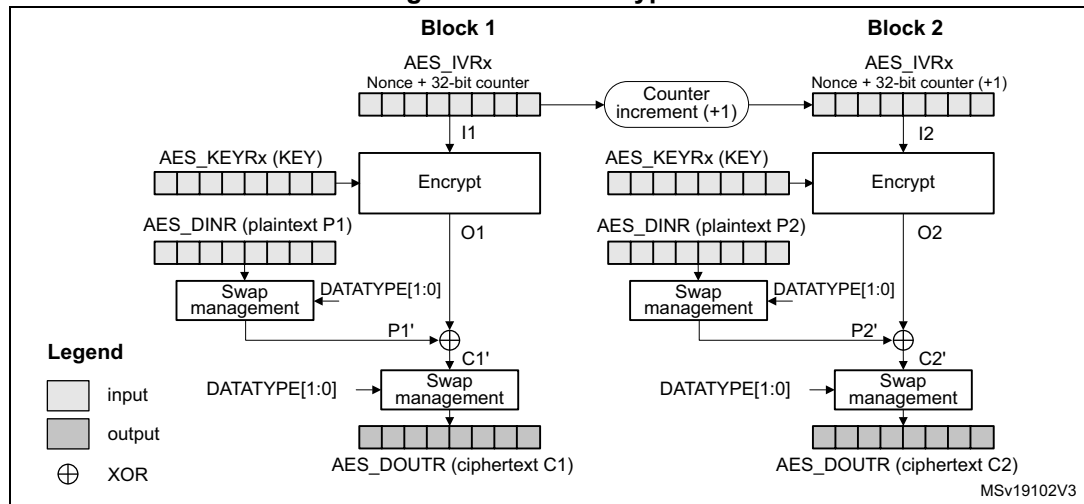 Block 1
Block 2
AES_IVRx
Nonce + 32-bit counter
Counter
increment (+1)
AES_IVRx
Nonce + 32-bit counter (+1)
I1
I2
AES_KEYRx (KEY)
Encrypt
AES_KEYRx (KEY)
Encrypt
AES_DINR (plaintext P1)
O1
AES_DINR (plaintext P2)
O2
Swap
management
DATATYPE[1:0]
Swap
management
DATATYPE[1:0]
P1'
P2'
Legend
C1'
C2'
input
DATATYPE[1:0]
Swap
management
DATATYPE[1:0]
Swap
management
output
XOR
AES_DOUTR (ciphertext C1)
AES_DOUTR (ciphertext C2)
MSv19102V3